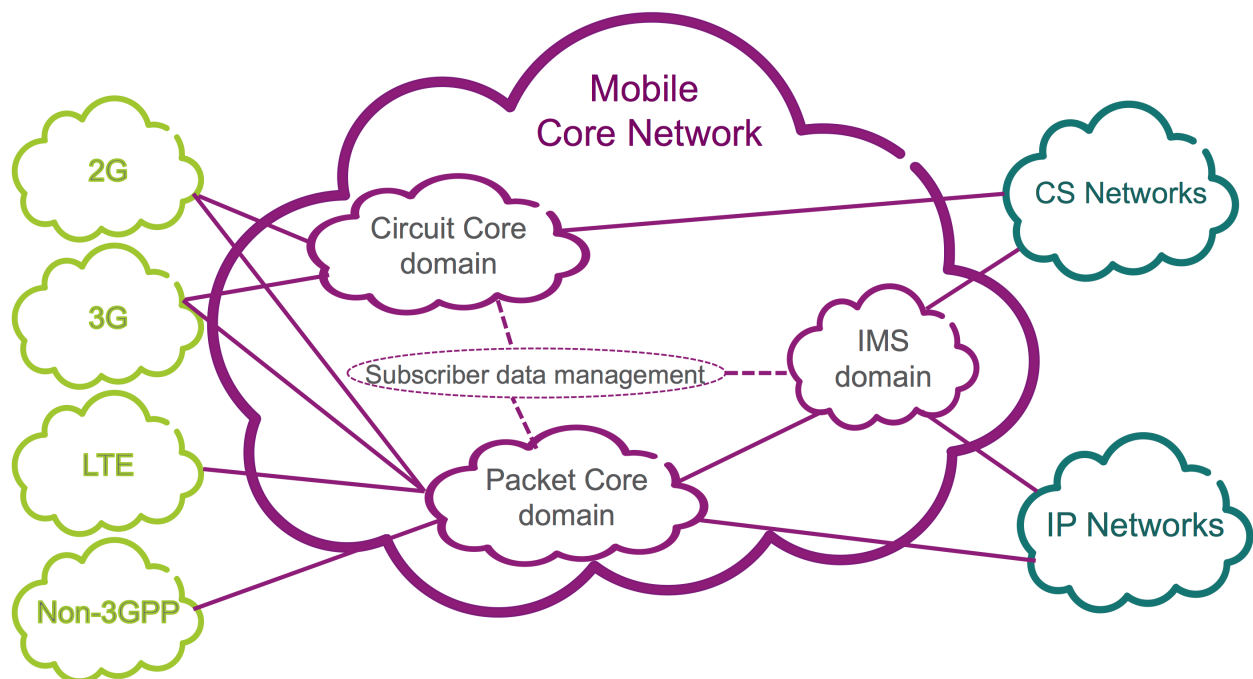 Mobile
Core Network
2G
3G
LTE
Non-3GPP
Circuit Core
domain
Subscriber data management
Packet Core
domain
IMS
domain
CS Networks
IP Networks